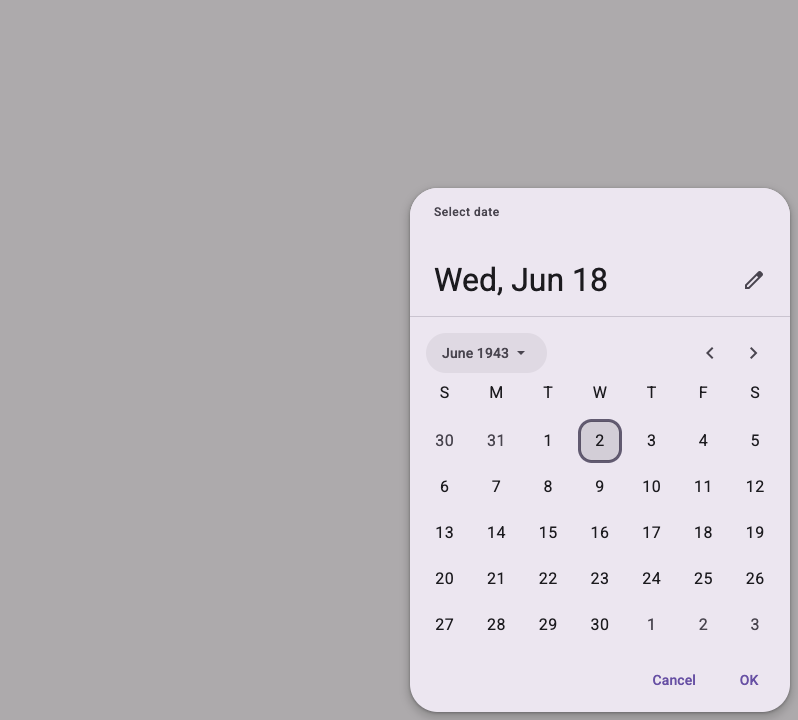 Select date
Wed, Jun 18
June 1943
S M T W T F S
30 31 1 2 3 4 5
6 7 8 9 10 11 12
13 14 15 16 17 18 19
20 21 22 23 24 25 26
27 28 29 30 1 2 3
Cancel OK